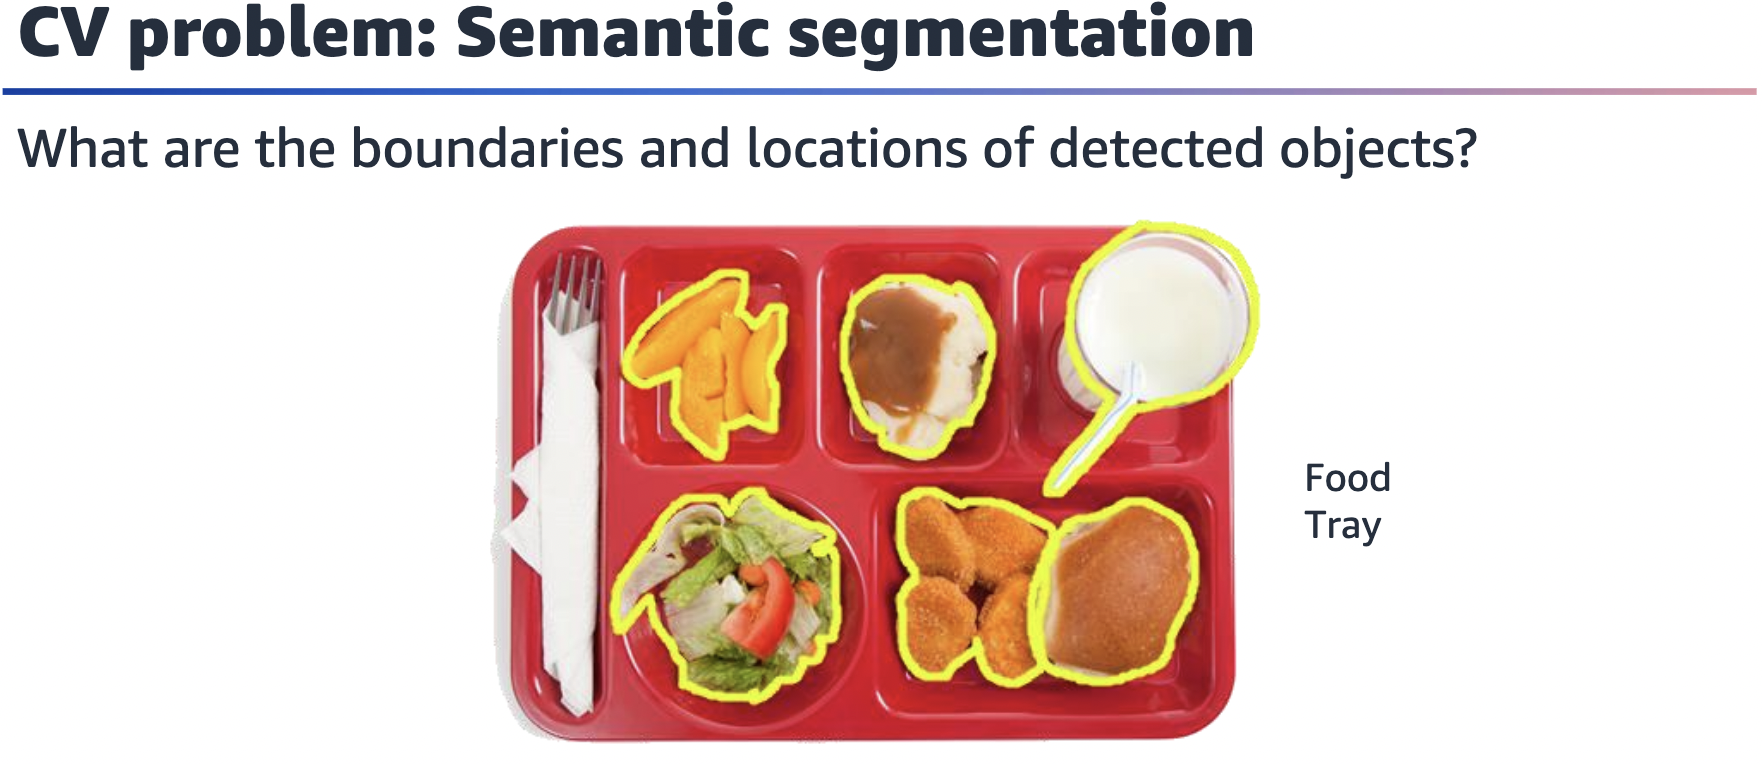 CV problem: Semantic segmentation
What are the boundaries and locations of detected objects?
Food
Tray